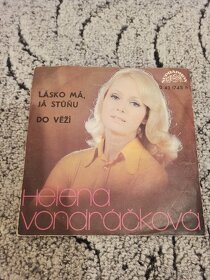 LÁSKO MÁ,
JÁ STŮŇU
DO VĚŽÍ
Helena
vondráčková